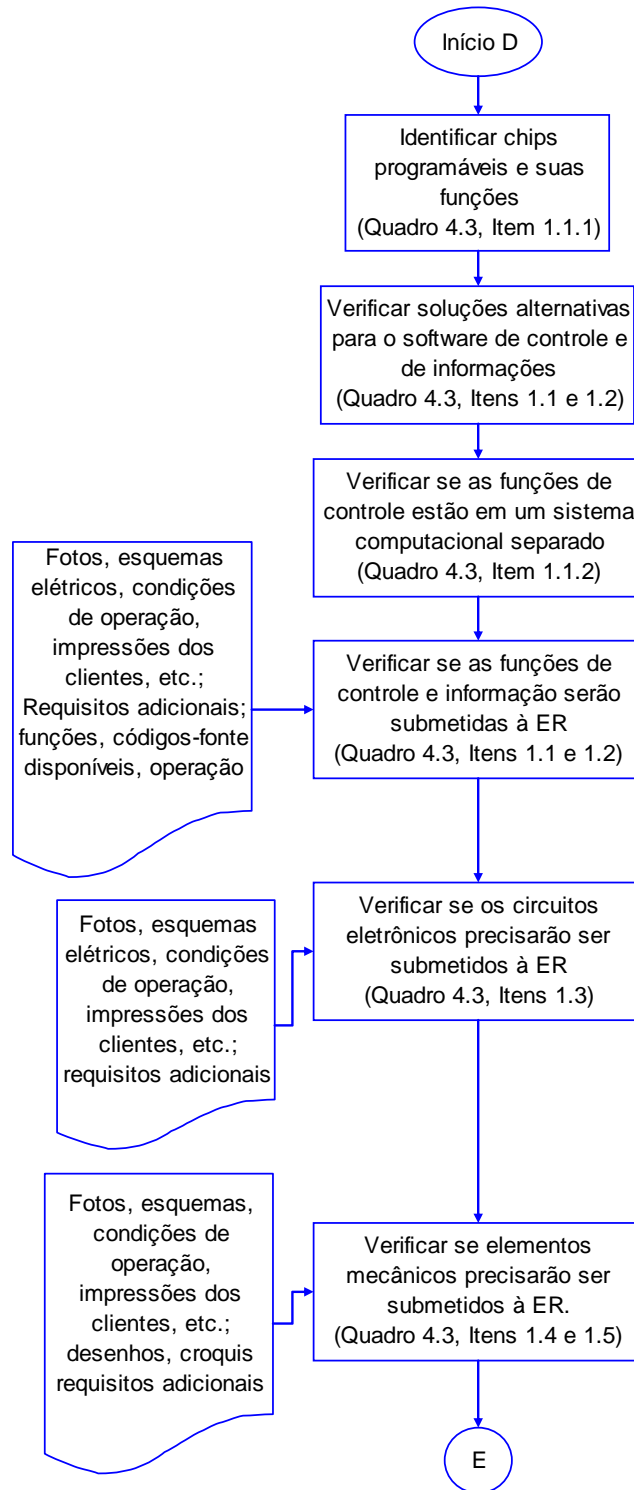 Início D
Identificar chips
programáveis e suas
funções
(Quadro 4.3, Item 1.1.1)
Verificar soluções alternativas
para o software de controle e
de informações
(Quadro 4.3, Itens 1.1 e 1.2)
Verificar se as funções de
controle estão em um sistema
computacional separado
(Quadro 4.3, Item 1.1.2)
Fotos, esquemas
elétricos, condições
de operação,
impressões dos
clientes, etc.;
Requisitos adicionais;
funções, códigos-fonte
disponíveis, operação
Verificar se as funções de
controle e informação serão
submetidas à ER
(Quadro 4.3, Itens 1.1 e 1.2)
Fotos, esquemas
elétricos, condições
de operação,
impressões dos
clientes, etc.;
requisitos adicionais
Verificar se os circuitos
eletrônicos precisarão ser
submetidos à ER
(Quadro 4.3, Itens 1.3)
Fotos, esquemas,
condições de
operação,
impressões dos
clientes, etc.;
desenhos, croquis
requisitos adicionais
Verificar se elementos
mecânicos precisarão ser
submetidos à ER.
(Quadro 4.3, Itens 1.4 e 1.5)
E